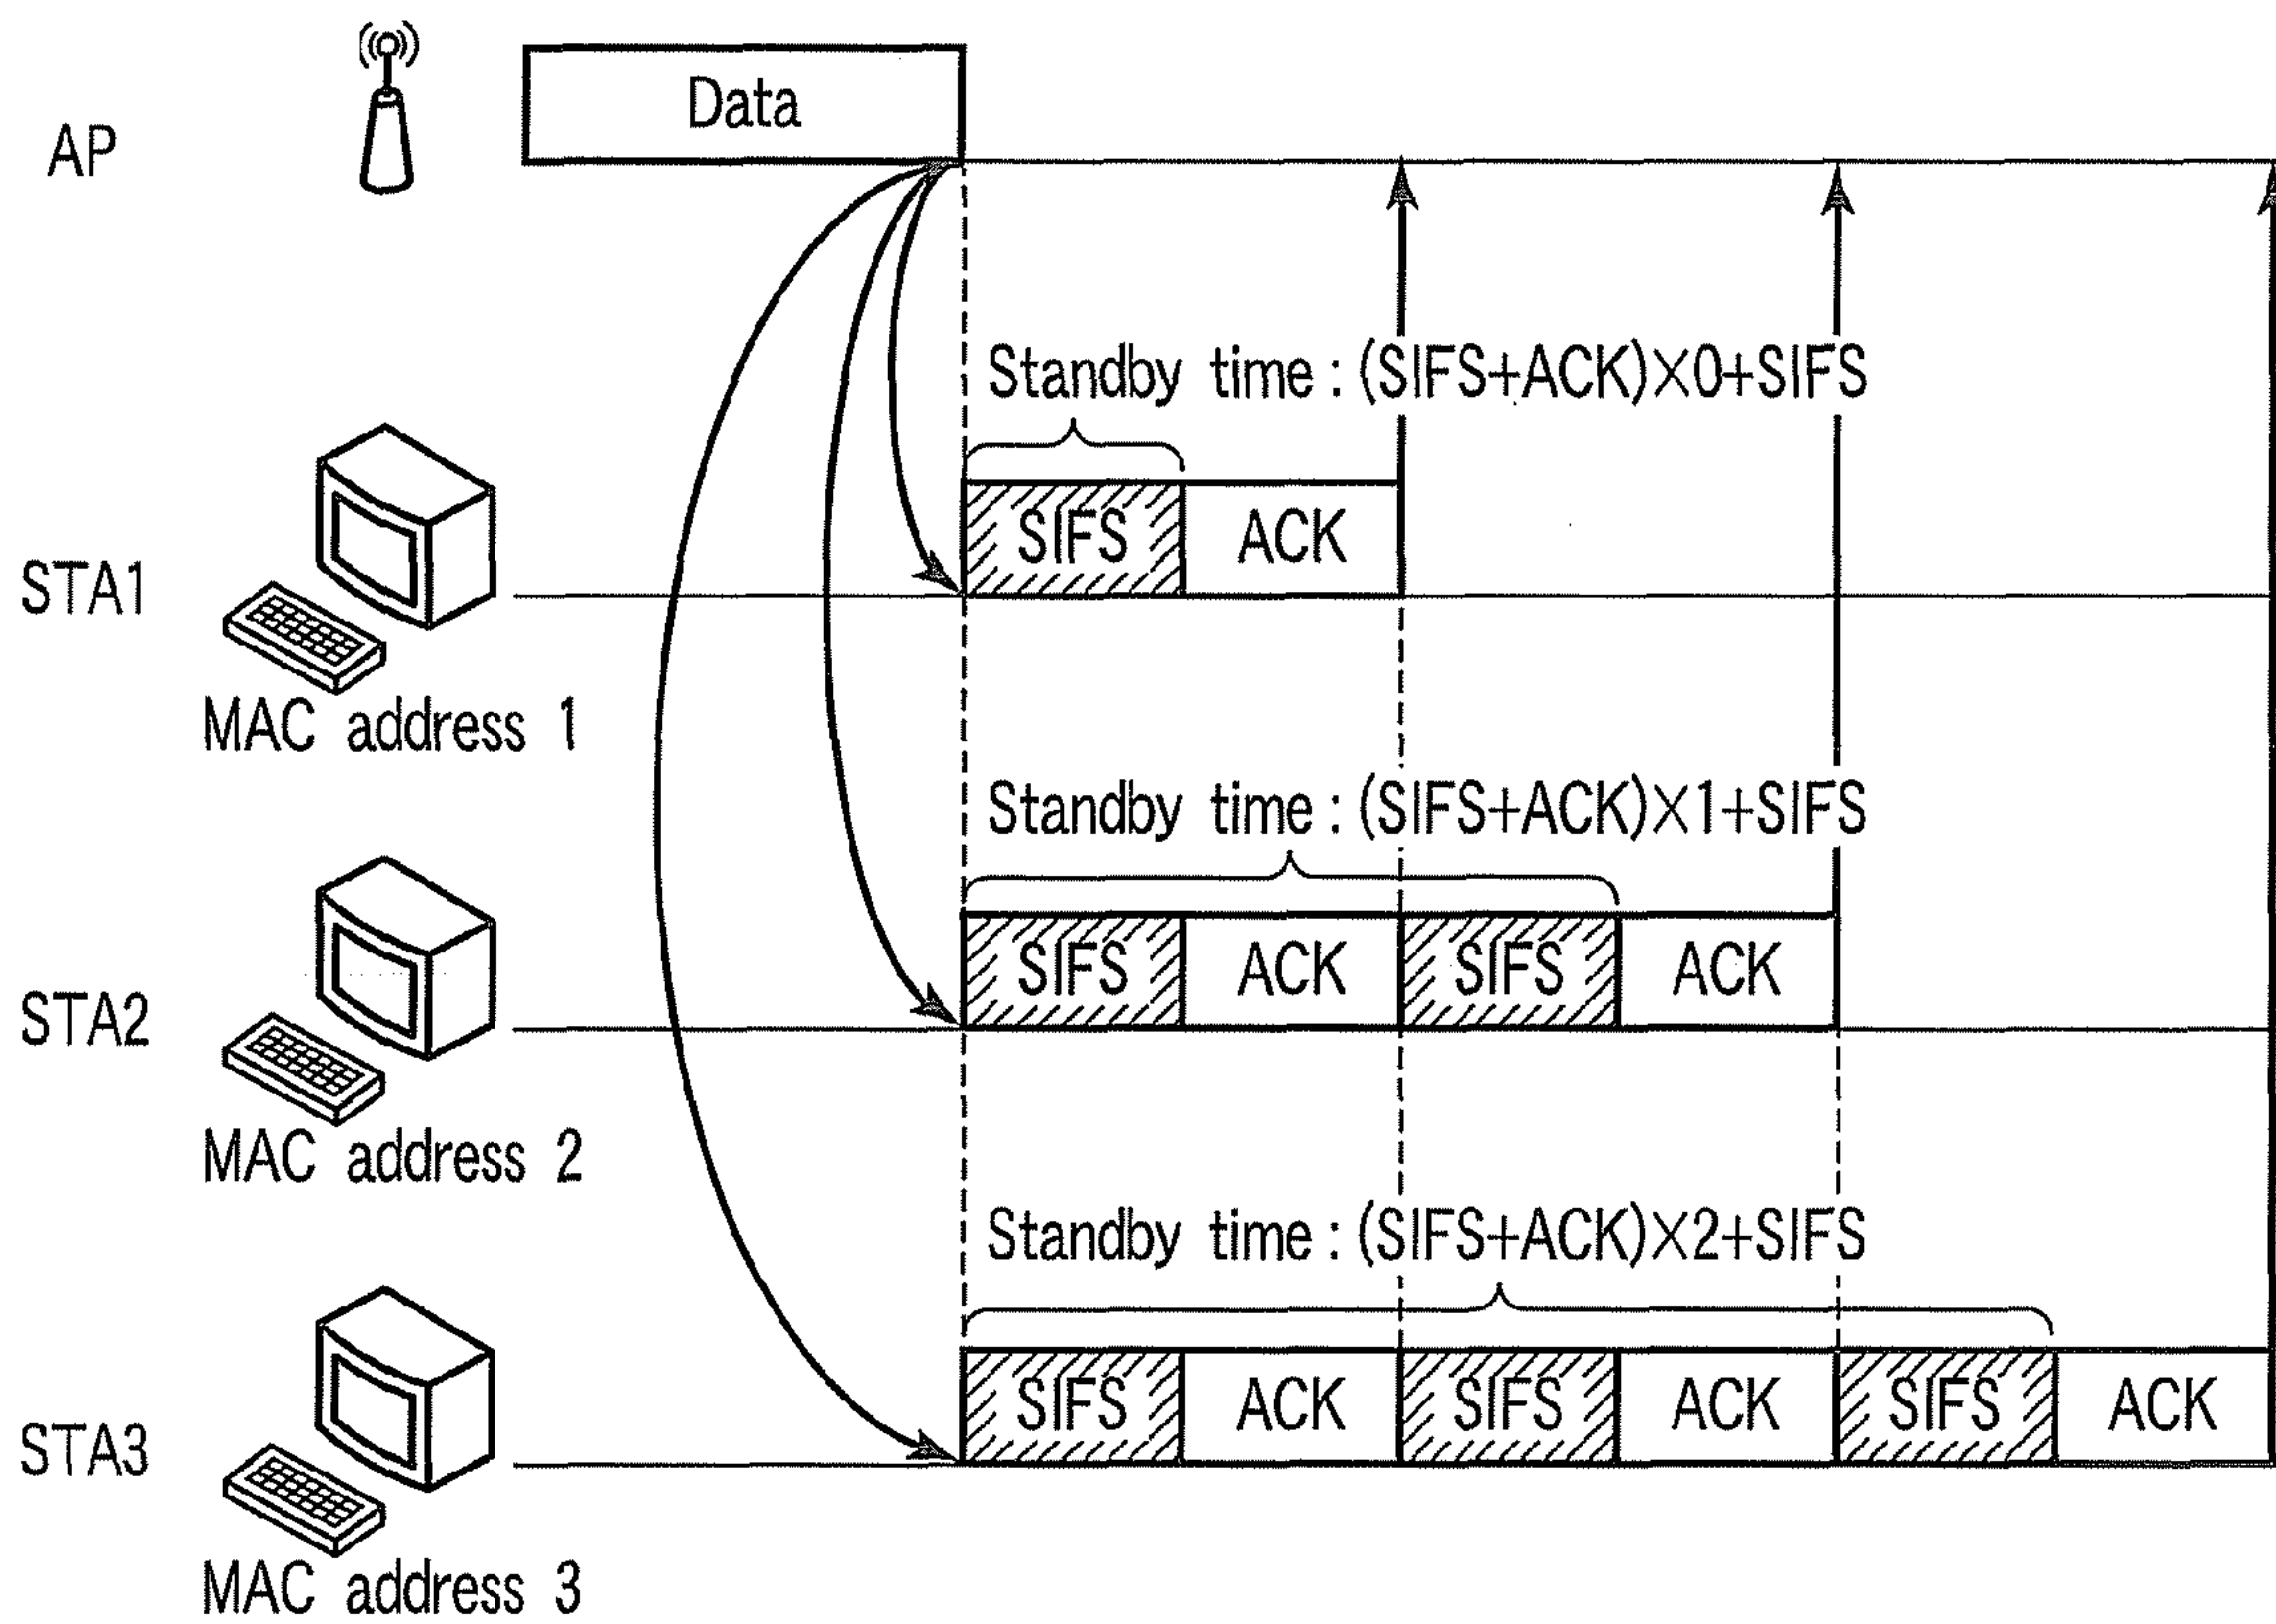 Data
AP
Standby time : (SIFS+ACK)×0+SIFS
SIFS ACK
STA1
MAC address 1
Standby time : (SIFS+ACK)×1+SIFS
SIFS ACK SIFS ACK
STA2
MAC address 2
Standby time : (SIFS+ACK)×2+SIFS
SIFS ACK SIFS ACK SIFS ACK
STA3
MAC address 3